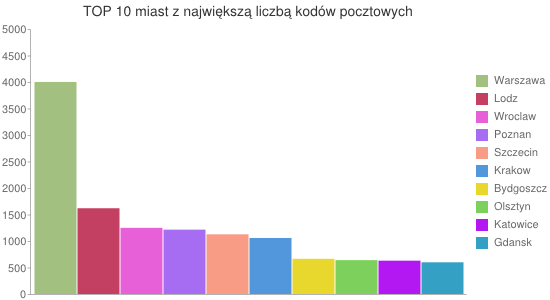 TOP 10 miast z największą liczbą kodów pocztowych
5000
4500
4000
3500
3000
2500
2000
1500
1000
500
0
Warszawa
Lodz
Wroclaw
Poznan
Szczecin
Krakow
Bydgoszcz
Olsztyn
Katowice
Gdansk